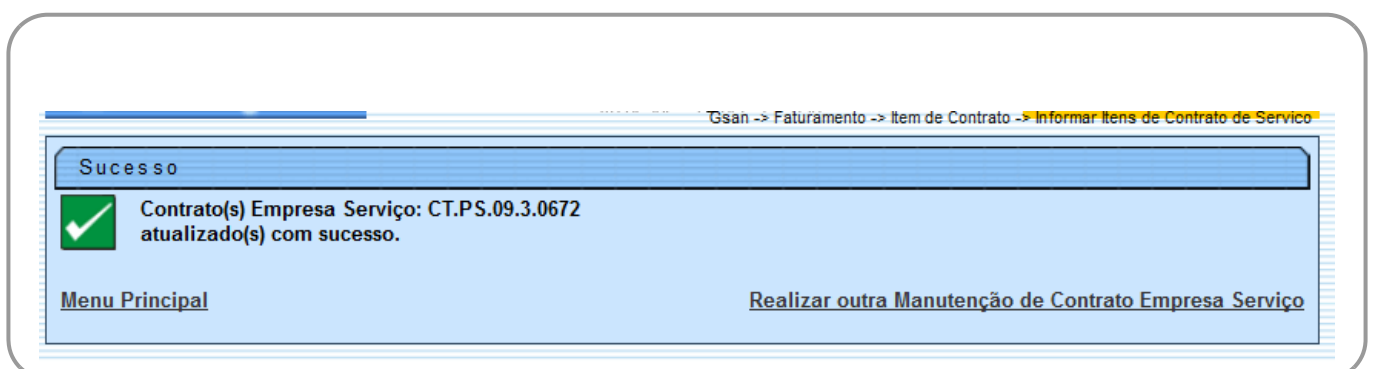 Gsan -> Faturamento -> Item de Contrato -> Informar Itens de Contrato de Servico
Sucesso
Contrato(s) Empresa Serviço: CT.PS.09.3.0672
atualizado(s) com sucesso.
Menu Principal
Realizar outra Manutenção de Contrato Empresa Serviço